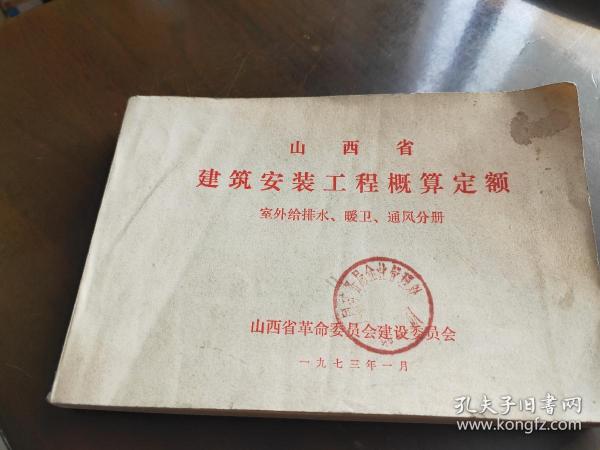 山西省
建筑安装工程概算定额
室外给排水、暖卫、通风分册
山西省革命委员会建设委员会
一九七三年一月
孔夫子旧书网
www.kongfz.com